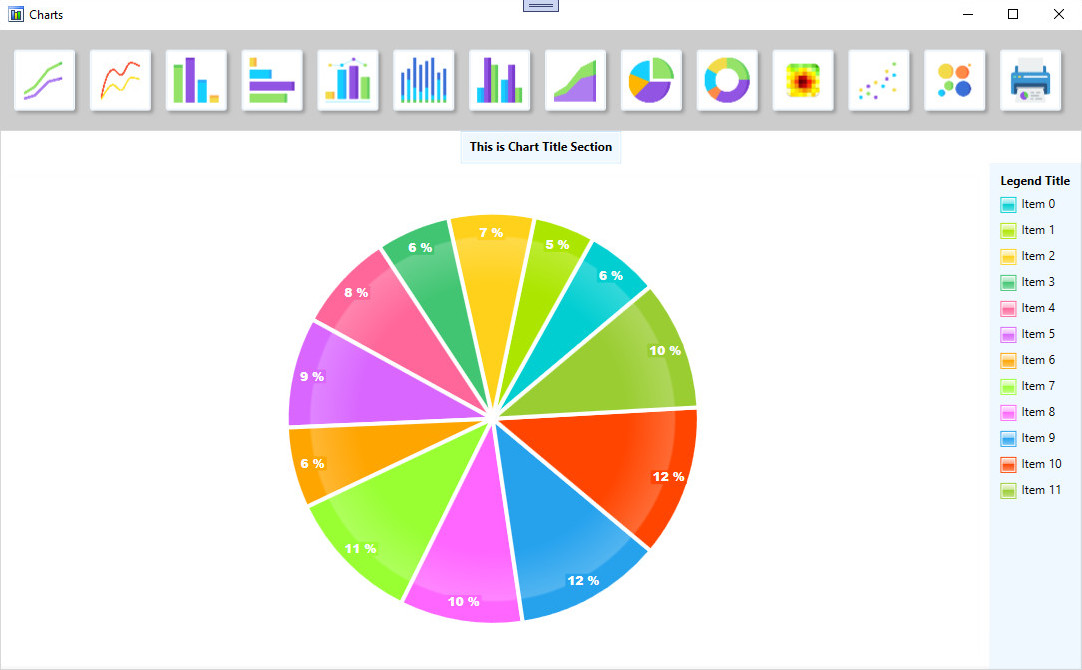 Charts
This is Chart Title Section
Legend Title
Item 0
Item 1
Item 2
Item 3
Item 4
Item 5
Item 6
Item 7
Item 8
Item 9
Item 10
Item 11
7 %
5 %
6 %
6 %
8 %
10 %
9 %
6 %
12 %
11 %
12 %
10 %